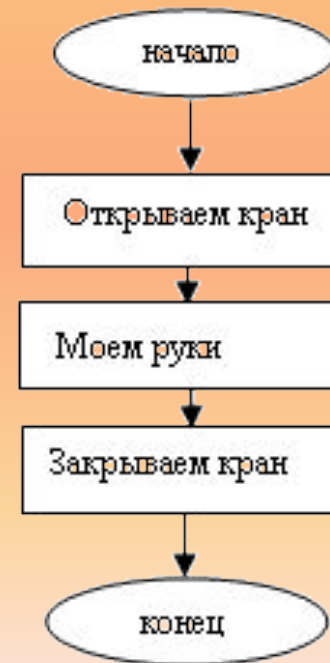 начало
Открываем кран
Моем руки
Закрываем кран
конец